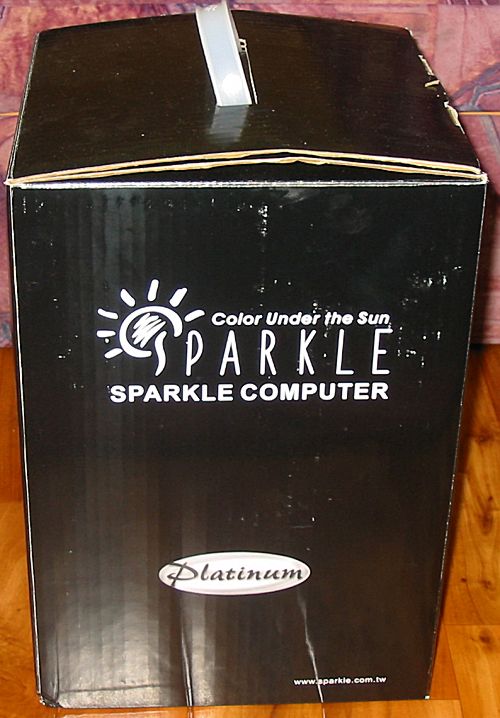 Color Under the Sun
SPARKLE
SPARKLE COMPUTER
Platinum
www.sparkle.com.tw